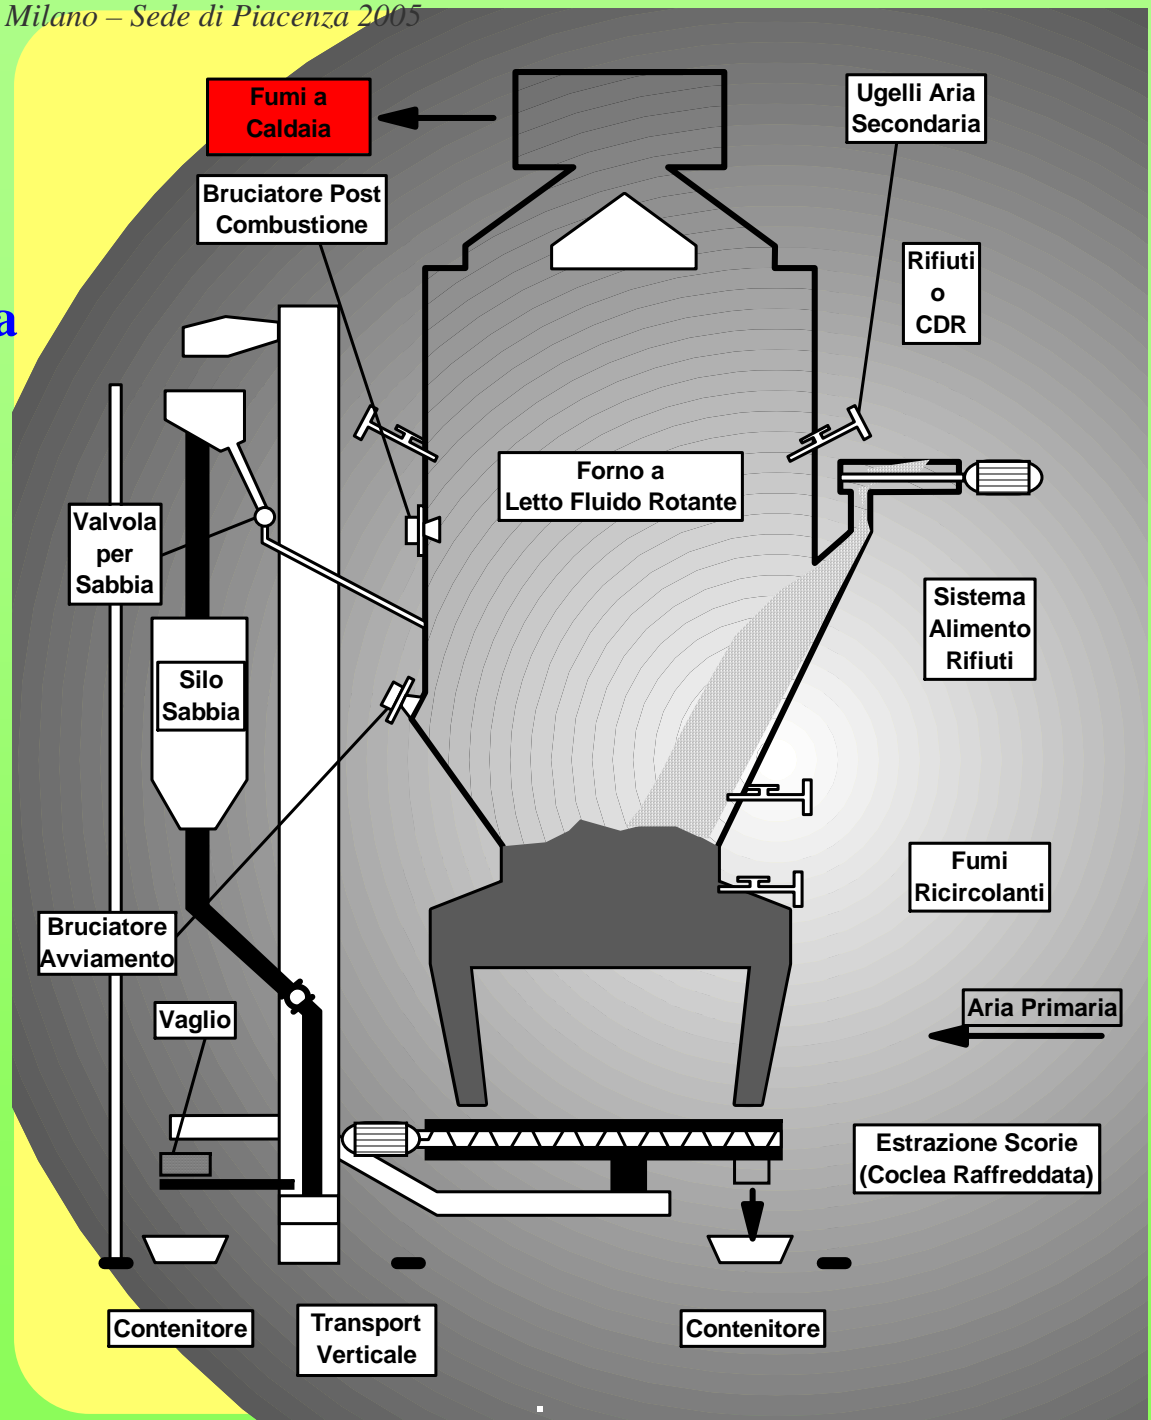 Milano – Sede di Piacenza 2005
Fumi a
Caldaia
Ugelli Aria
Secondaria
Bruciatore Post
Combustione
Rifiuti
o
CDR
a
Forno a
Letto Fluido Rotante
Valvola
per
Sabbia
Sistema
Alimento
Rifiuti
Silo
Sabbia
Fumi
Ricircolanti
Bruciatore
Avviamento
Aria Primaria
Vaglio
Estrazione Scorie
(Coclea Raffreddata)
Contenitore
Transport
Verticale
Contenitore